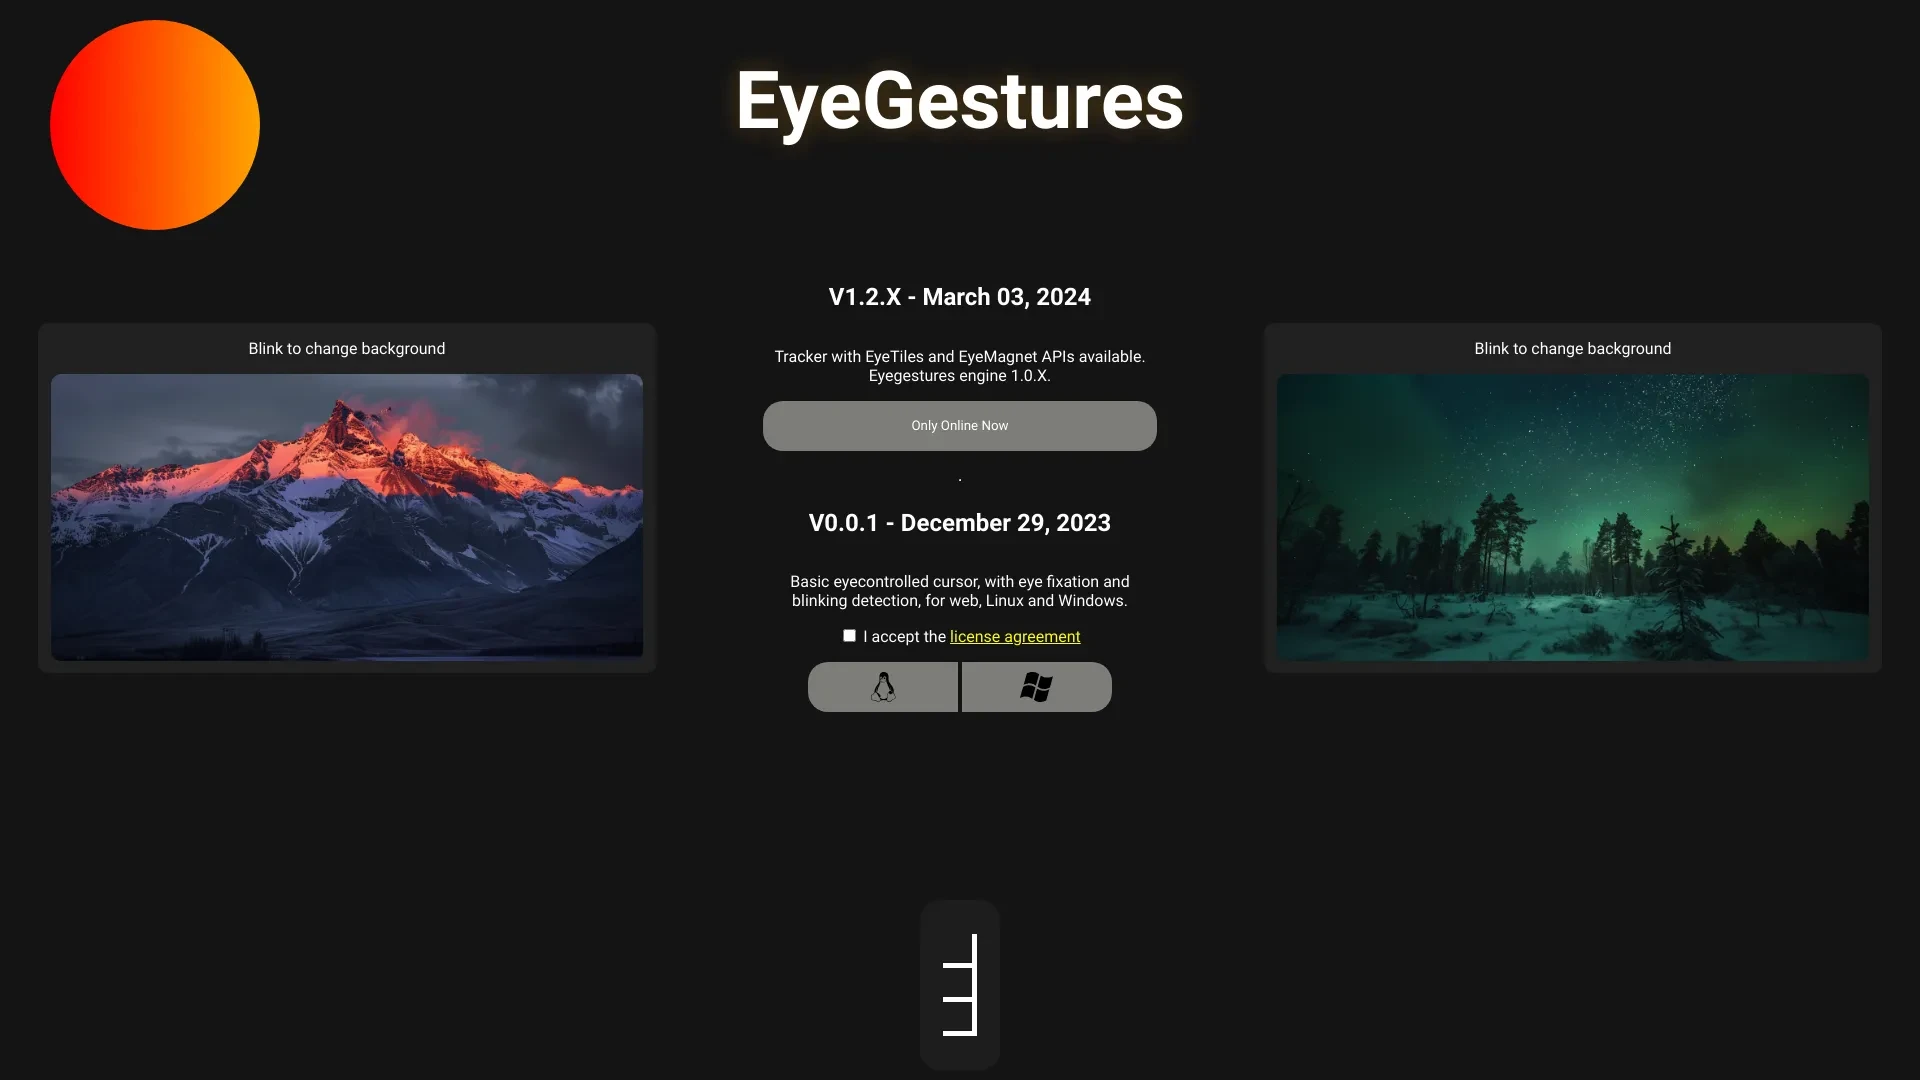 EyeGestures
V1.2.X - March 03, 2024
Blink to change background
Tracker with EyeTiles and EyeMagnet APIs available.
Eyegestures engine 1.0.X.
Only Online Now
.
V0.0.1 - December 29, 2023
Basic eyecontrolled cursor, with eye fixation and
blinking detection, for web, Linux and Windows.
I accept the license agreement
Blink to change background